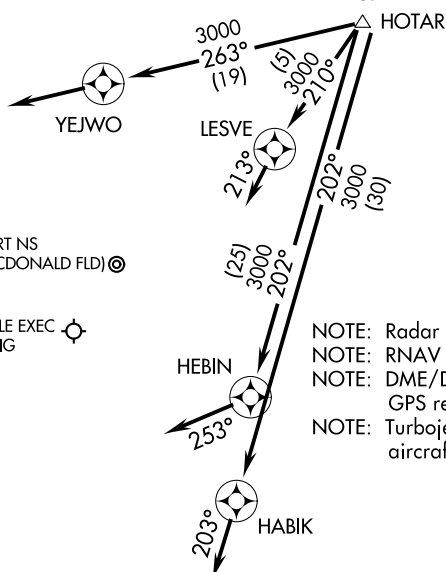 HOTAR
3000
263°
(19)
(5)
3000
210°
YEJWO
LESVE
213°
202°
3000
(30)
RT NS
CDONALD FLD)
(25)
3000
202°
LE EXEC
IG
NOTE: Radar
NOTE: RNAV
NOTE: DME/D
GPS re
NOTE: Turboje
aircraf
HEBIN
253°
HABIK
203°